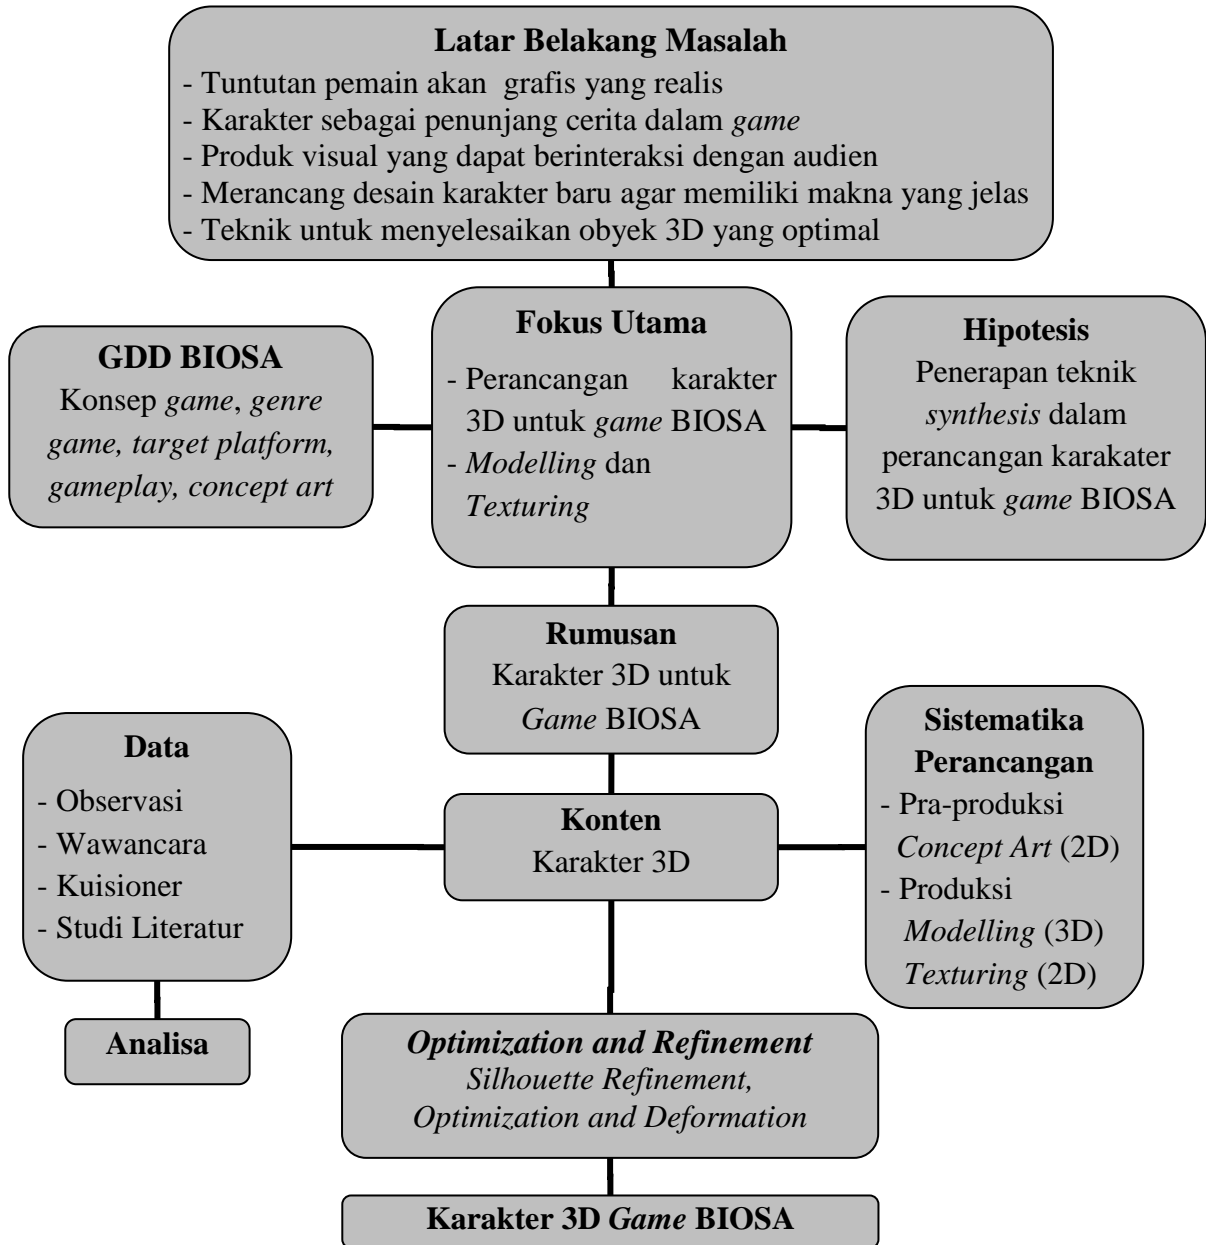 Latar Belakang Masalah
- Tuntutan pemain akan grafis yang realis
- Karakter sebagai penunjang cerita dalam game
- Produk visual yang dapat berinteraksi dengan audien
- Merancang desain karakter baru agar memiliki makna yang jelas
- Teknik untuk menyelesaikan obyek 3D yang optimal
GDD BIOSA
Konsep game, genre
game, target platform,
gameplay, concept art
Fokus Utama
- Perancangan karakter
3D untuk game BIOSA
- Modelling dan
Texturing
Hipotesis
Penerapan teknik
synthesis dalam
perancangan karakater
3D untuk game BIOSA
Rumusan
Karakter 3D untuk
Game BIOSA
Data
- Observasi
- Wawancara
- Kuisioner
- Studi Literatur
Konten
Karakter 3D
Sistematika
Perancangan
- Pra-produksi
Concept Art (2D)
- Produksi
Modelling (3D)
Texturing (2D)
Analisa
Optimization and Refinement
Silhouette Refinement,
Optimization and Deformation
Karakter 3D Game BIOSA